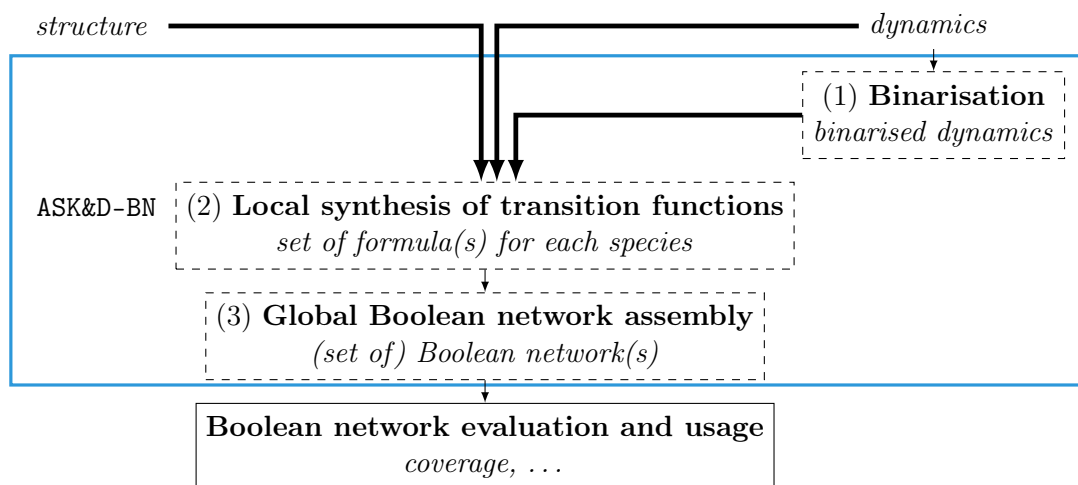 structure
dynamics
(1) Binarisation
binarised dynamics
ASK&D-BN
(2) Local synthesis of transition functions
set of formula(s) for each species
(3) Global Boolean network assembly
(set of) Boolean network(s)
Boolean network evaluation and usage
coverage, ...